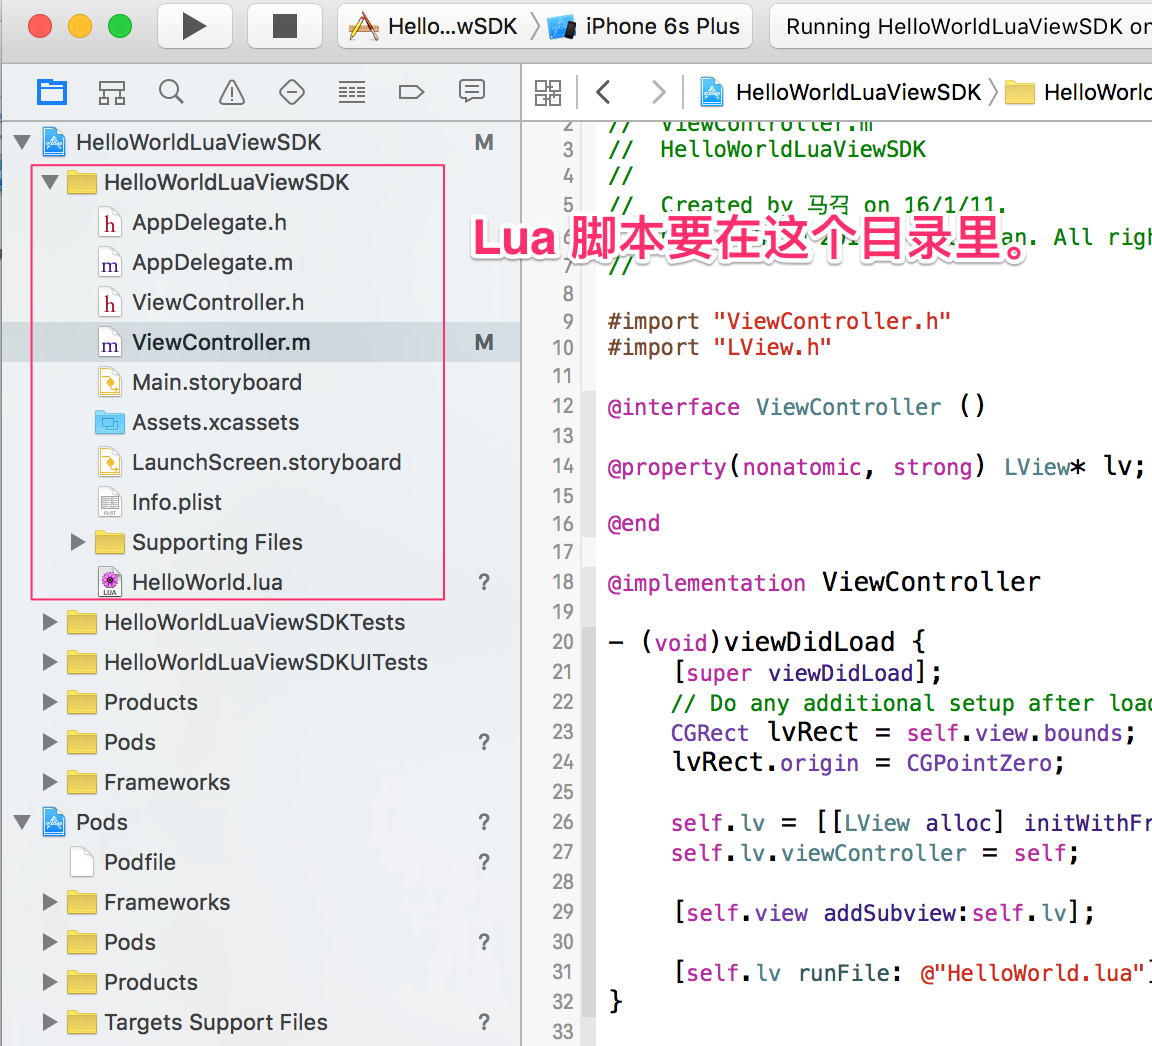 Hello...wSDK
iPhone 6s Plus
Running HelloWorldLuaViewSDK on
HelloWorldLuaViewSDK
HelloWorld
HelloWorldLuaViewSDK M
HelloWorldLuaViewSDK
h AppDelegate.h
m AppDelegate.m
h ViewController.h
m ViewController.m M
Main.storyboard
Assets.xcassets
LaunchScreen.storyboard
PLIST Info.plist
Supporting Files
LUA HelloWorld.lua ?
HelloWorldLuaViewSDKTests
HelloWorldLuaViewSDKUITests
Products
Pods ?
Frameworks
Pods ?
Podfile ?
Frameworks
Pods ?
Products
Targets Support Files ?
Lua 脚本要在这个目录里。
2 // ViewController.m
3 // HelloWorldLuaViewSDK
4 //
5 // Created by 马召 on 16/1/11.
6 // an. All righ
7 //
8
9 #import "ViewController.h"
10 #import "LView.h"
11
12 @interface ViewController ()
13
14 @property(nonatomic, strong) LView* lv;
15
16 @end
17
18 @implementation ViewController
19
20 - (void)viewDidLoad {
21 [super viewDidLoad];
22 // Do any additional setup after load
23 CGRect lvRect = self.view.bounds;
24 lvRect.origin = CGPointZero;
25
26 self.lv = [[LView alloc] initWithFr
27 self.lv.viewController = self;
28
29 [self.view addSubview:self.lv];
30
31 [self.lv runFile: @"HelloWorld.lua"]
32 }
33